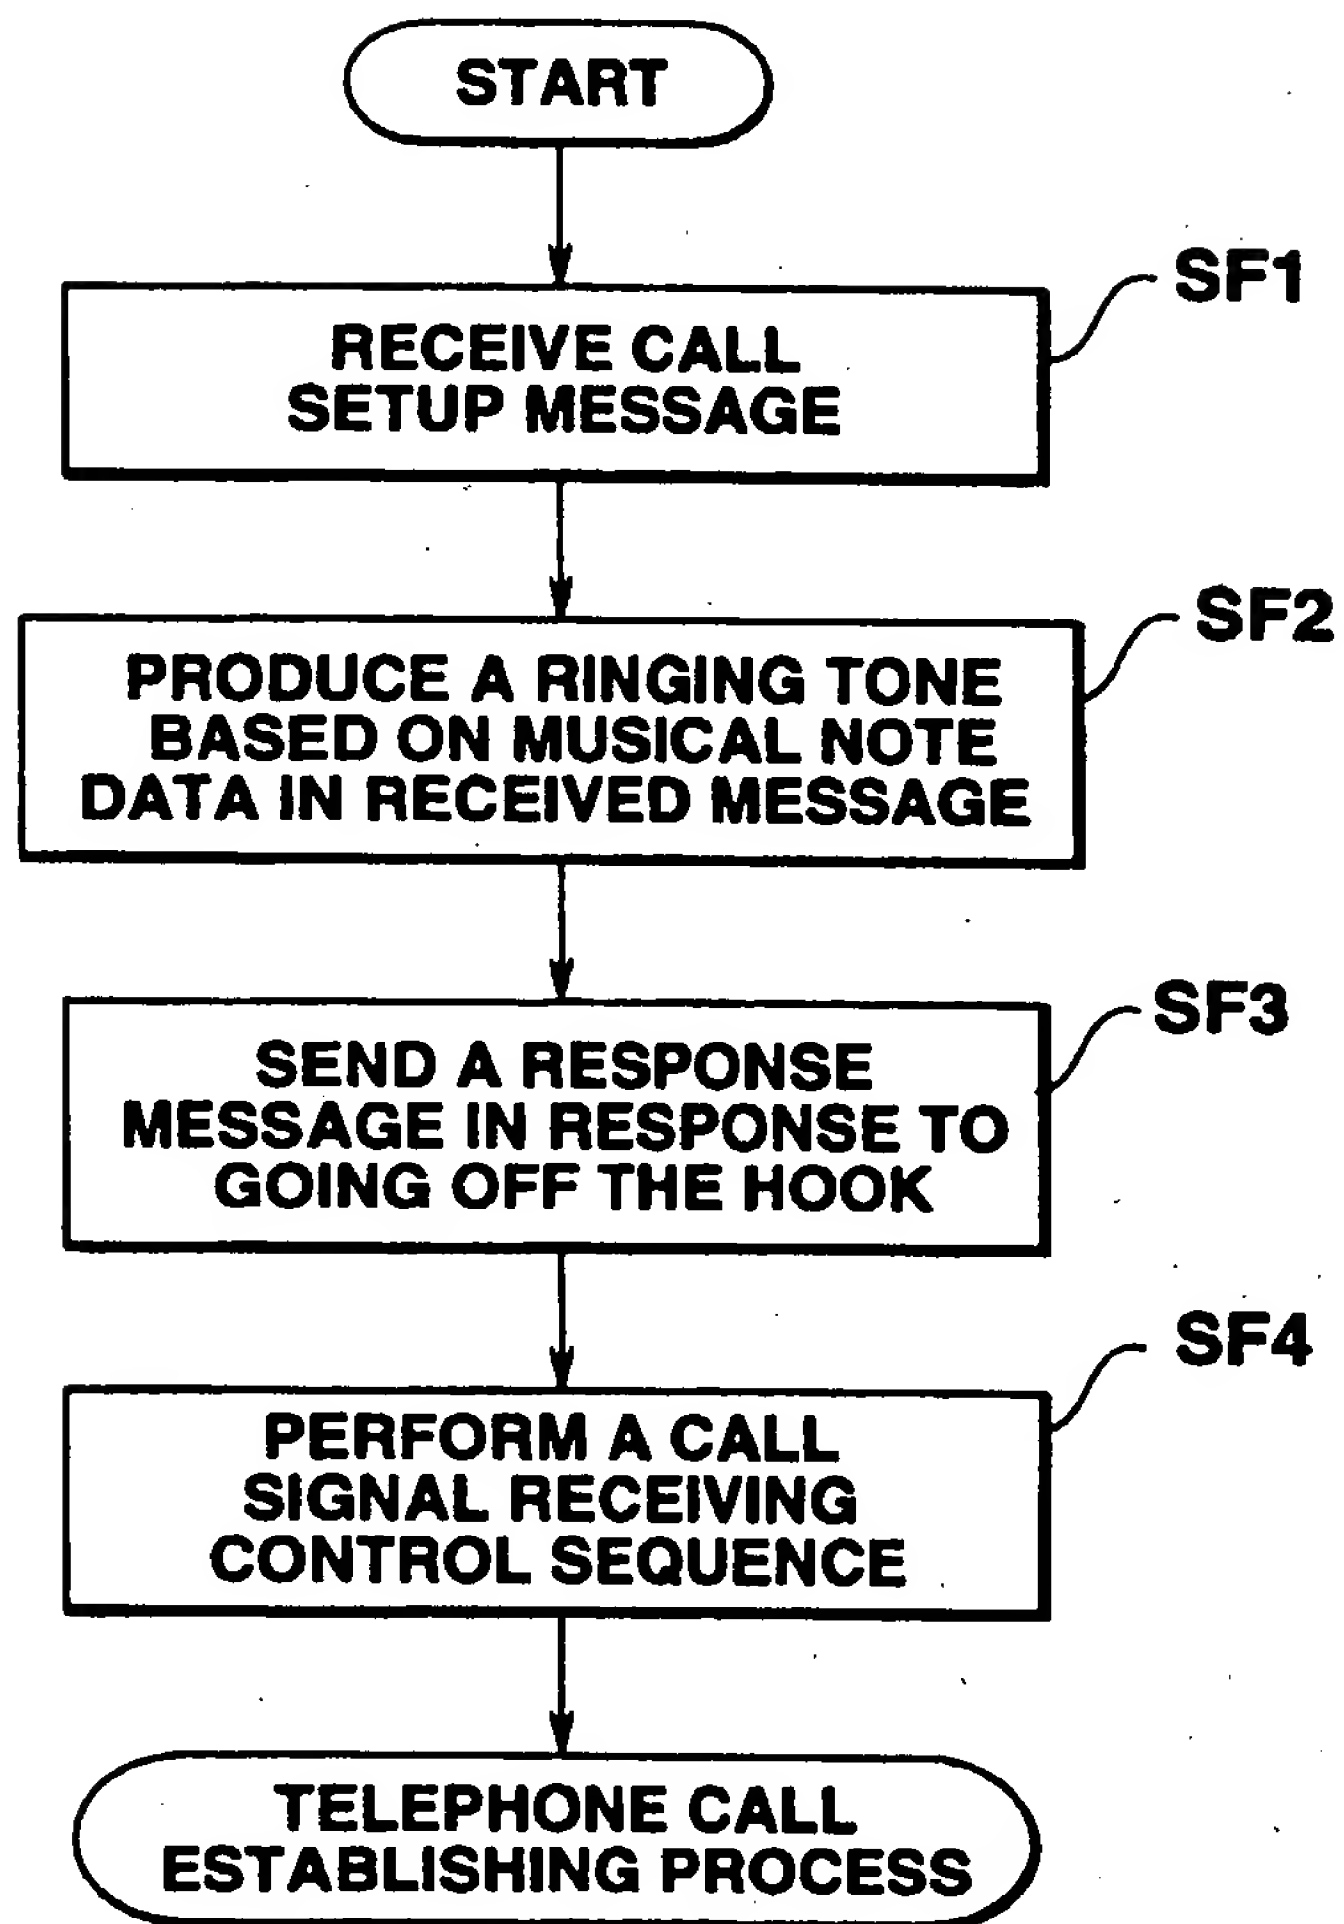 START
SF1
RECEIVE CALL
SETUP MESSAGE
SF2
PRODUCE A RINGING TONE
BASED ON MUSICAL NOTE
DATA IN RECEIVED MESSAGE
SF3
SEND A RESPONSE
MESSAGE IN RESPONSE TO
GOING OFF THE HOOK
SF4
PERFORM A CALL
SIGNAL RECEIVING
CONTROL SEQUENCE
TELEPHONE CALL
ESTABLISHING PROCESS